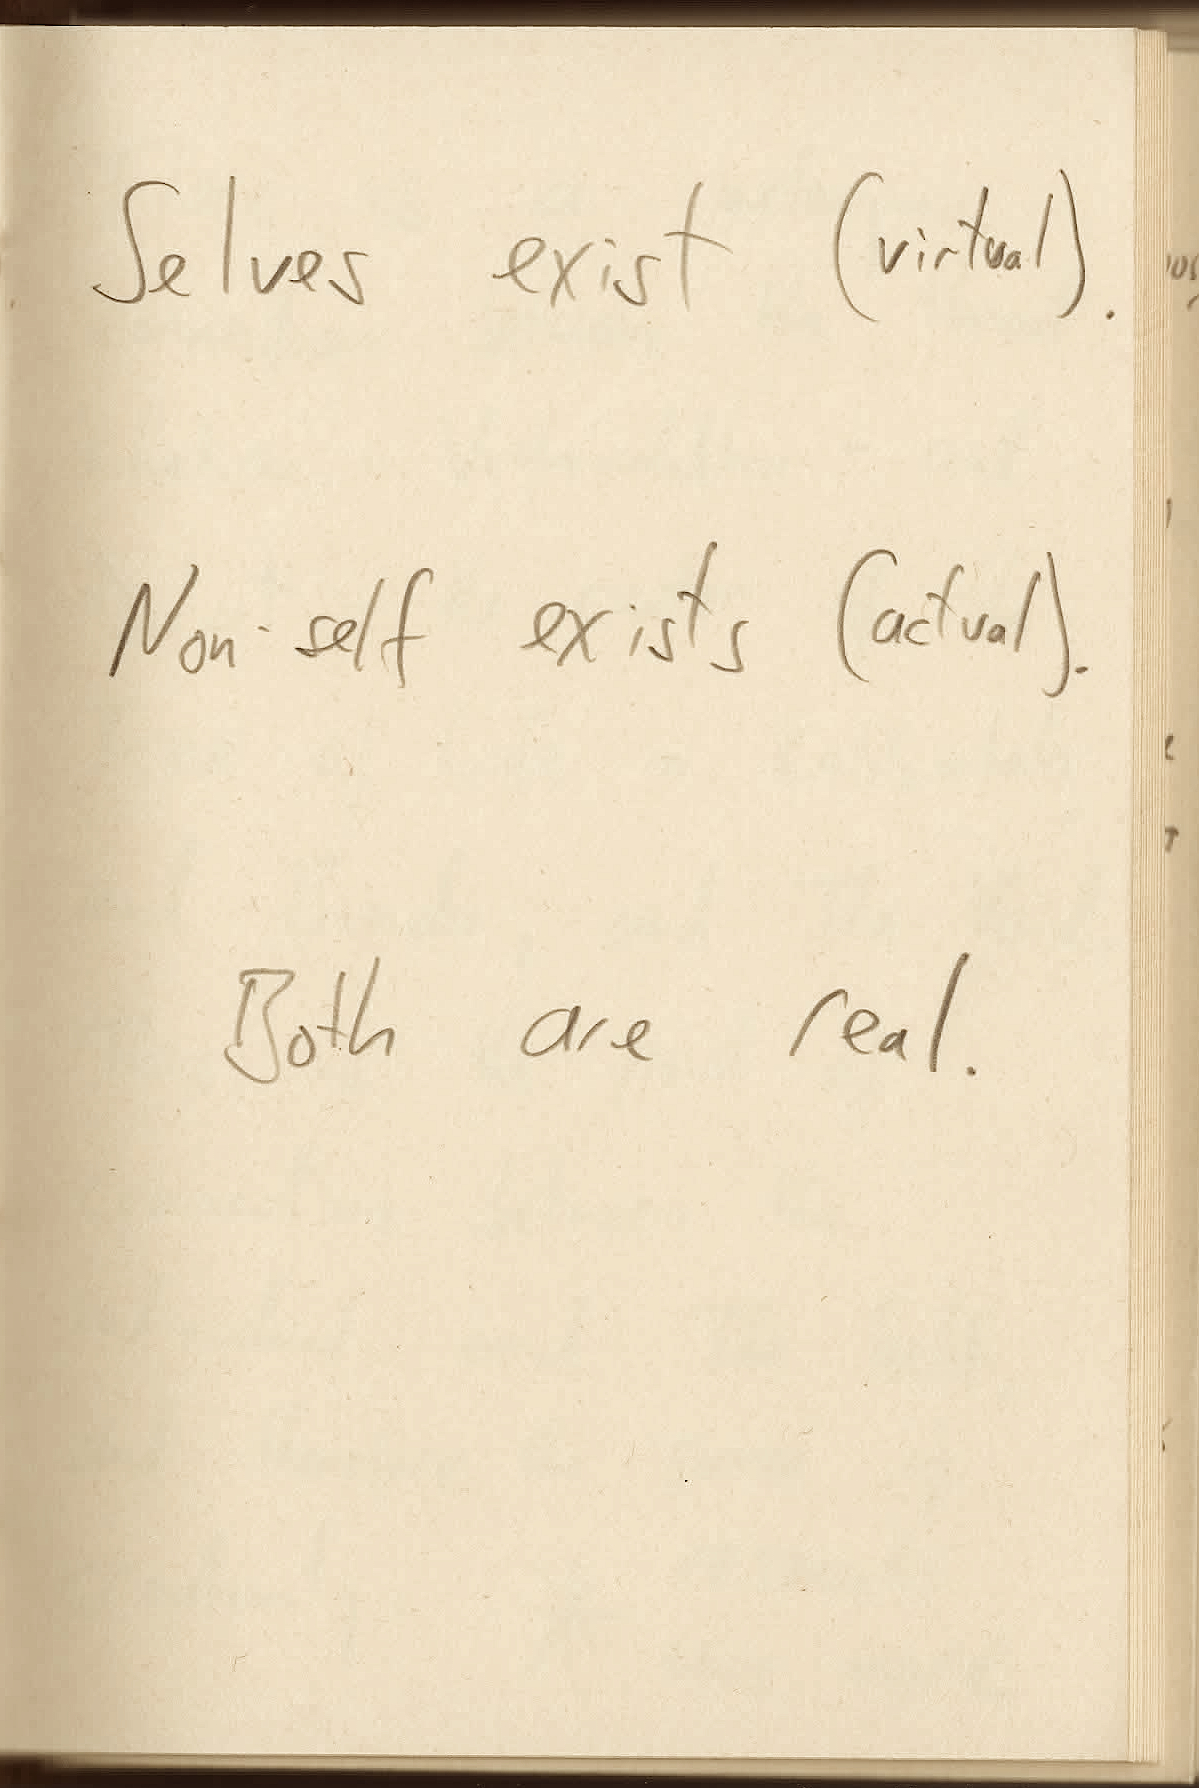 Selves exist (virtual).
Non-self exists (actual).
Both are real.